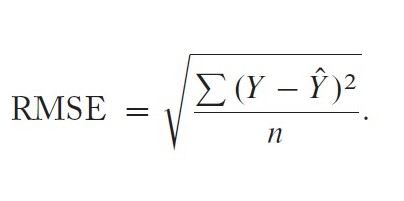 RMSE = √(∑ (Y − Ŷ)² / n).